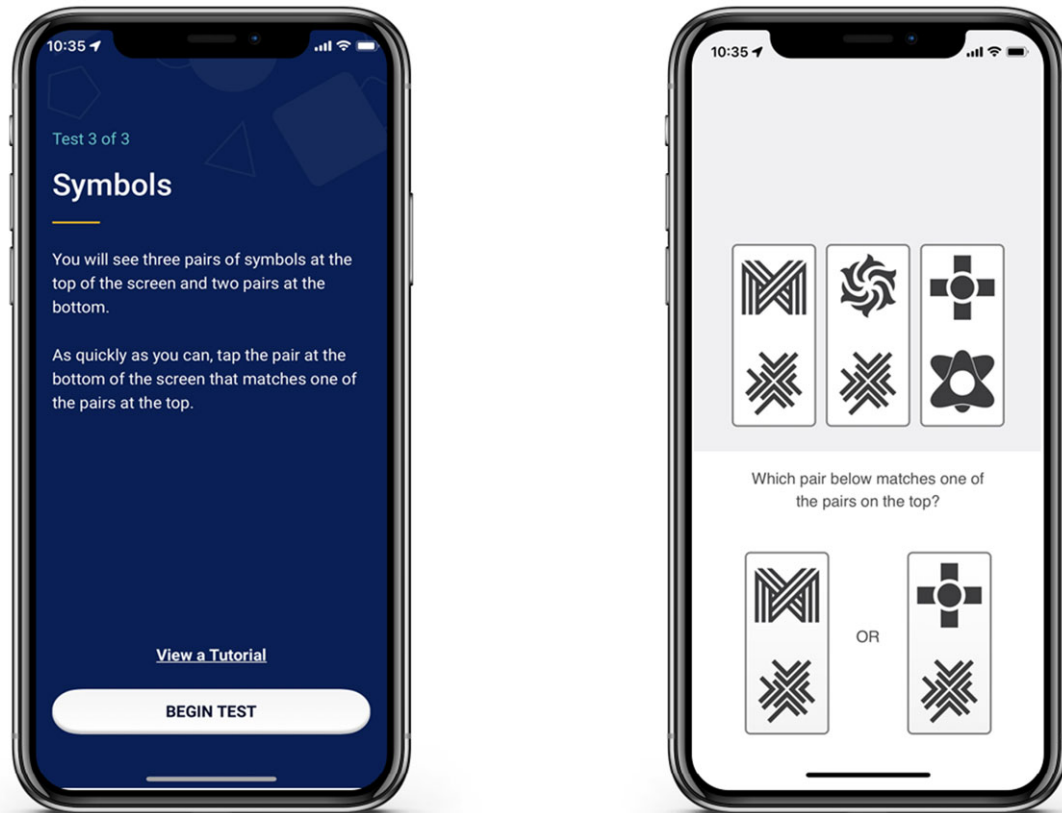 10:35
Test 3 of 3
Symbols
You will see three pairs of symbols at the
top of the screen and two pairs at the
bottom.
As quickly as you can, tap the pair at the
bottom of the screen that matches one of
the pairs at the top.
View a Tutorial
BEGIN TEST
10:35
Which pair below matches one of
the pairs on the top?
OR